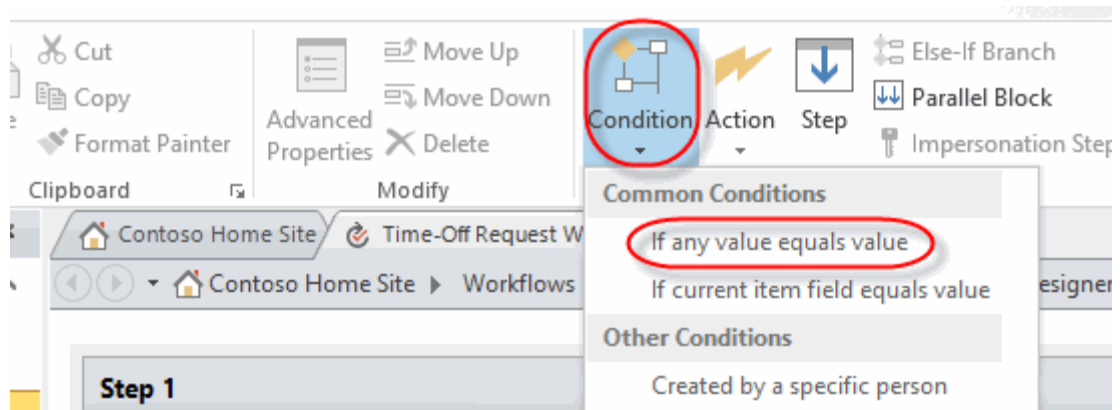 Cut
Copy
Format Painter
Clipboard
Advanced
Properties
Move Up
Move Down
Delete
Modify
Condition
Action
Step
Else-If Branch
Parallel Block
Impersonation Step
Common Conditions
If any value equals value
If current item field equals value
Other Conditions
Created by a specific person
Contoso Home Site
Time-Off Request W
Contoso Home Site
Workflows
esigner
Step 1